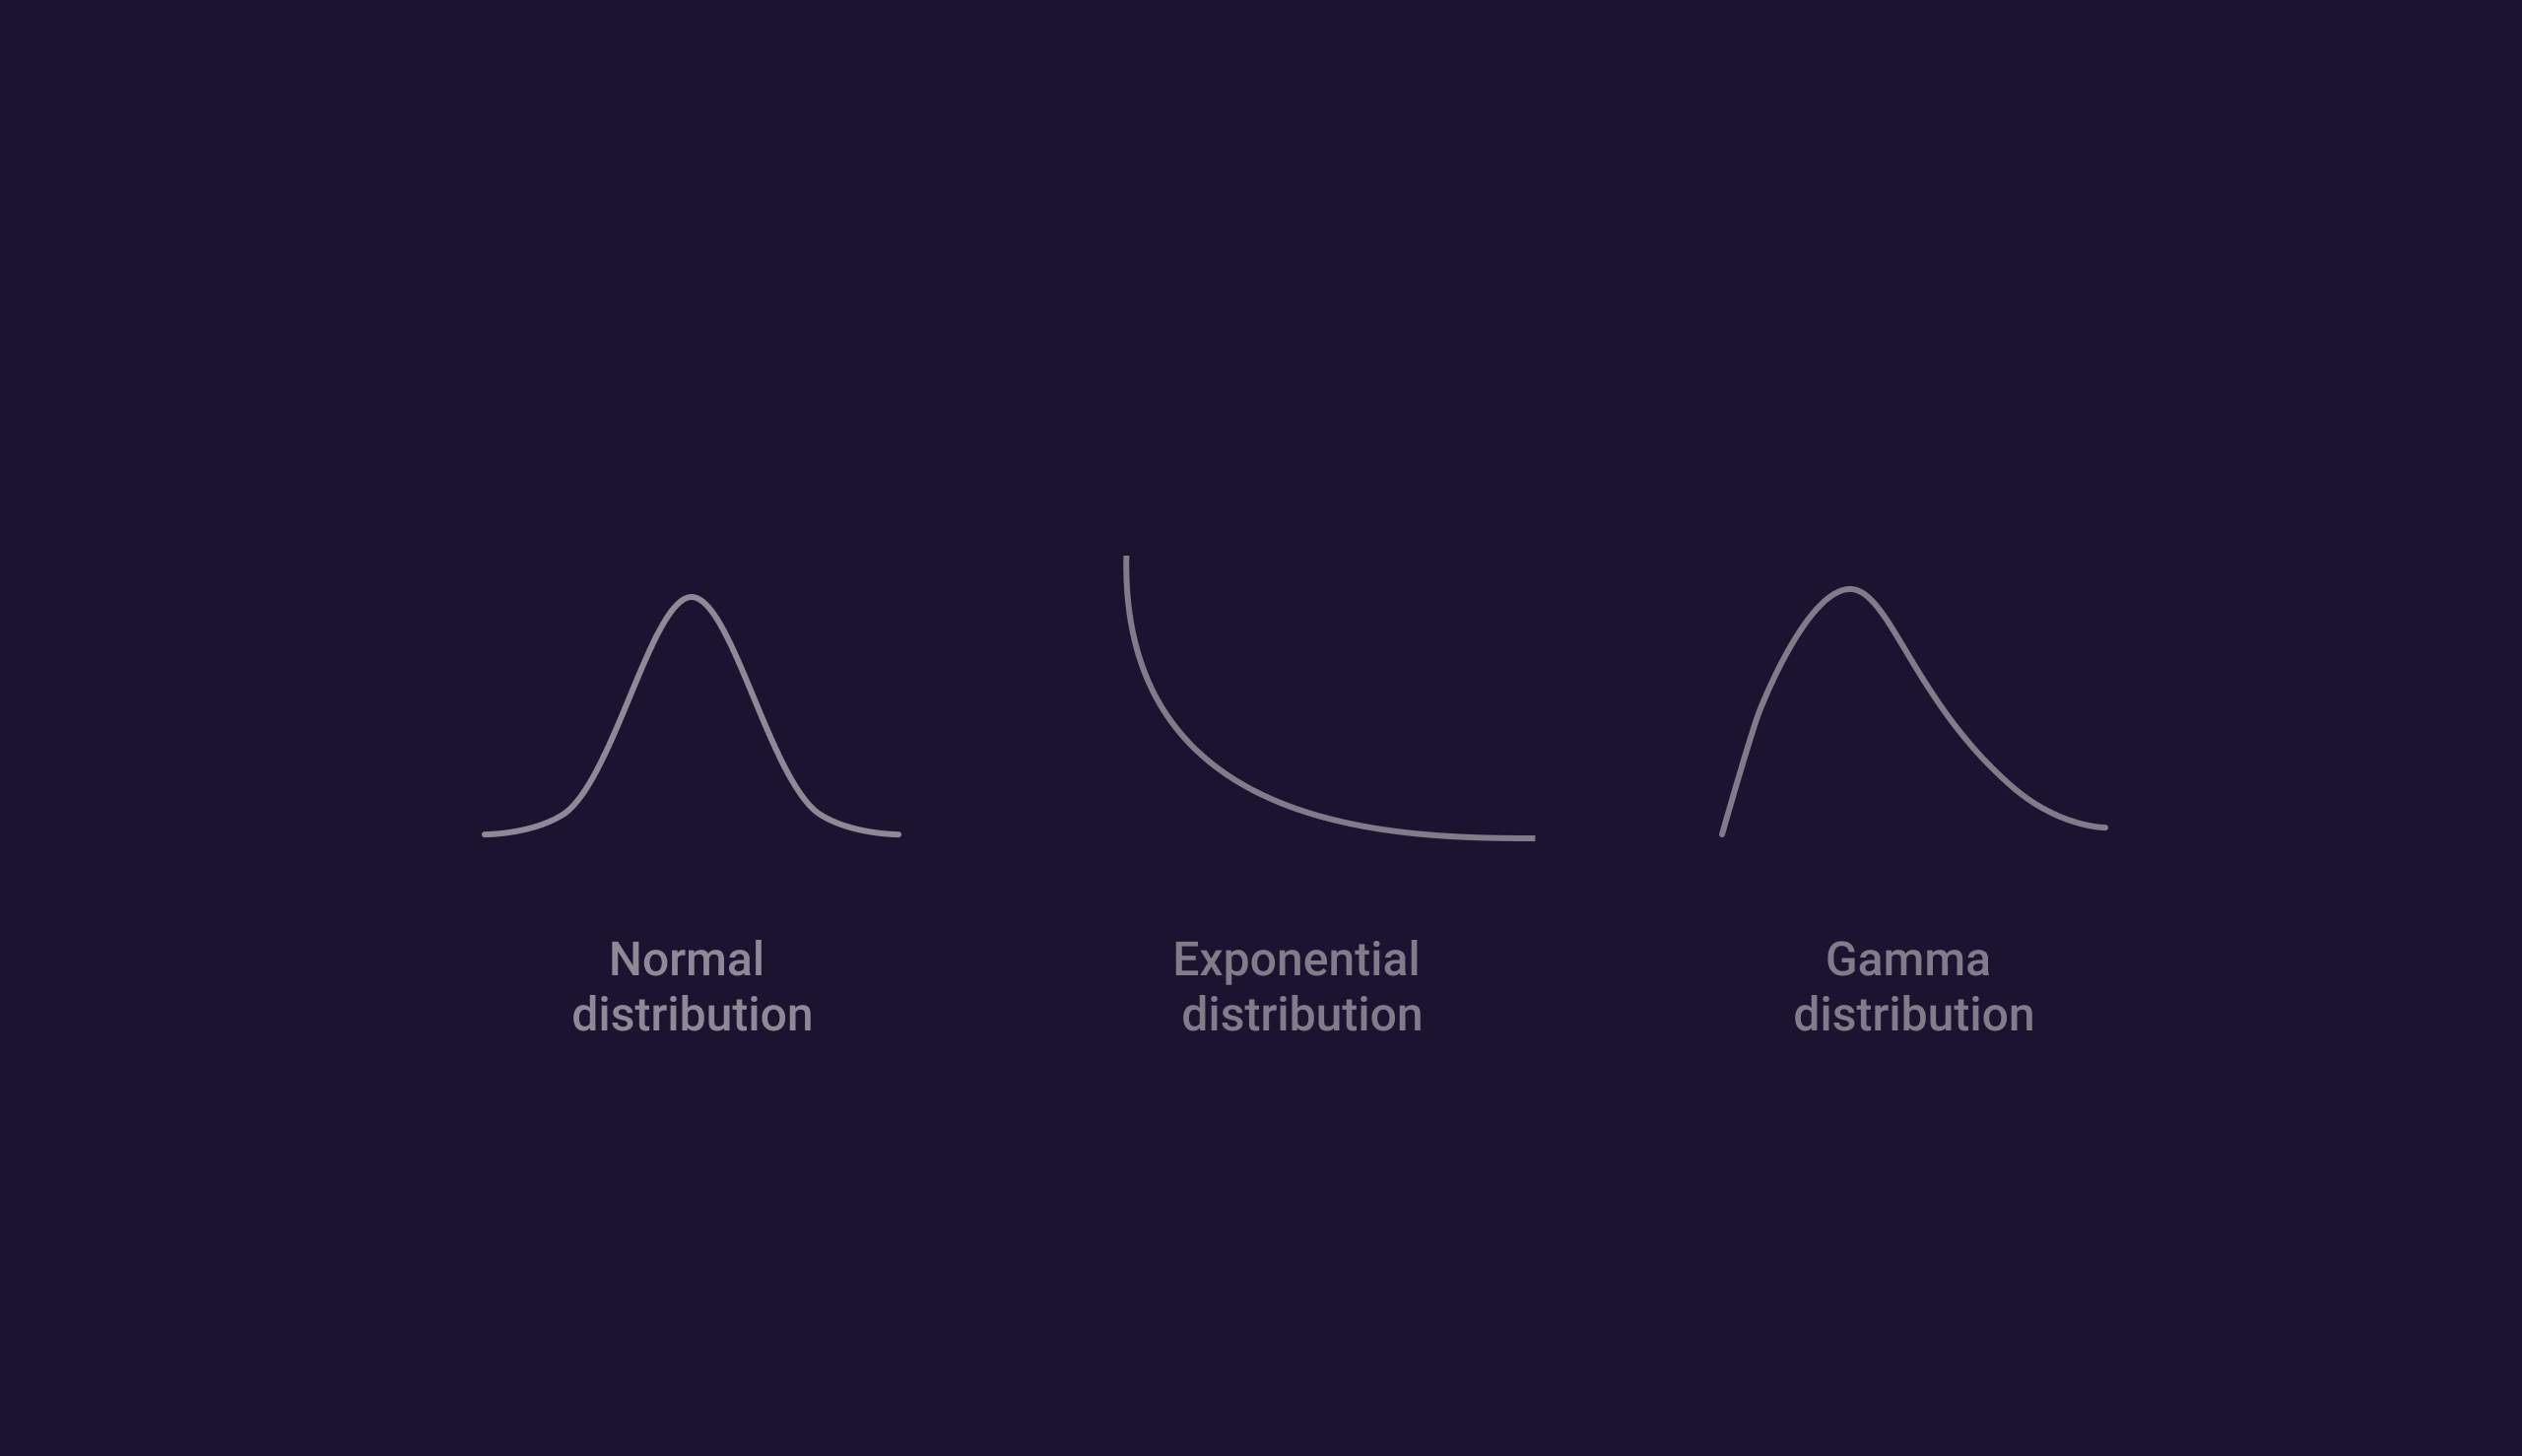 Normal
distribution
Exponential
distribution
Gamma
distribution